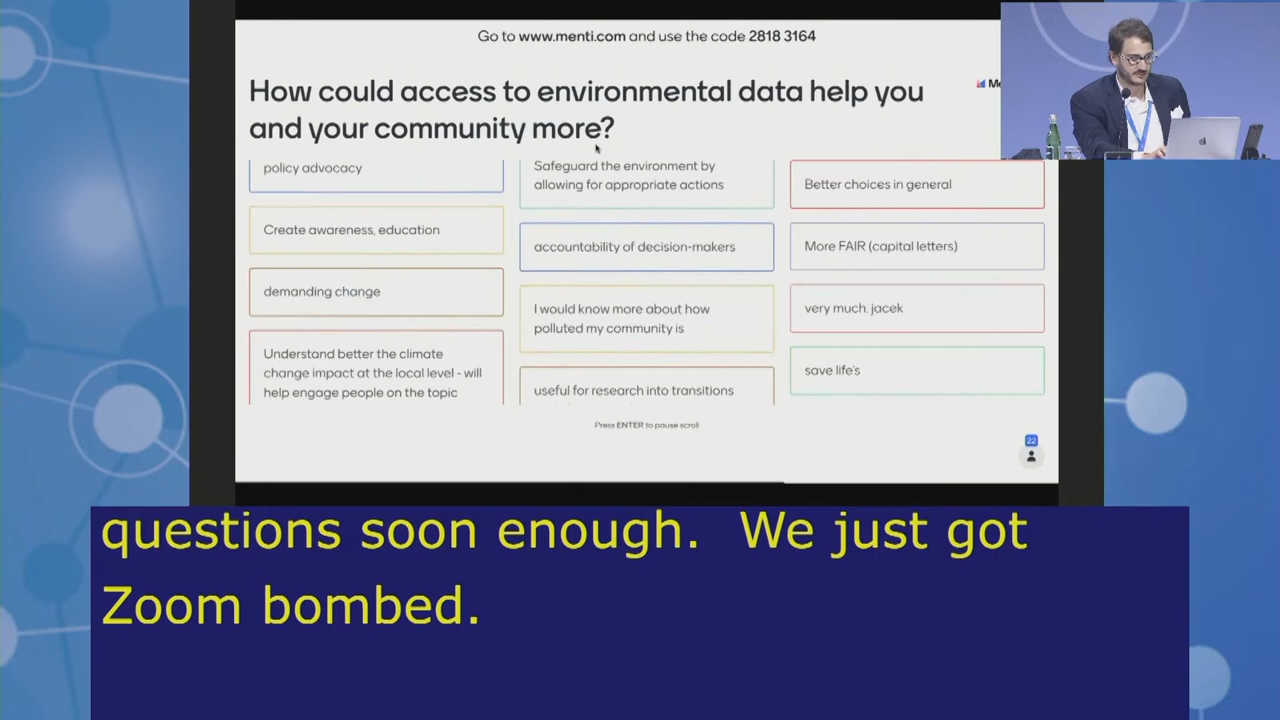 Go to www.menti.com and use the code 2818 3164
How could access to environmental data help you
and your community more?
policy advocacy
Create awareness, education
demanding change
Understand better the climate
change impact at the local level - will
help engage people on the topic
Safeguard the environment by
allowing for appropriate actions
accountability of decision-makers
I would know more about how
polluted my community is
useful for research into transitions
Better choices in general
More FAIR (capital letters)
very much, jacek
save life's
Press ENTER to pause scroll
22
questions soon enough. We just got
Zoom bombed.